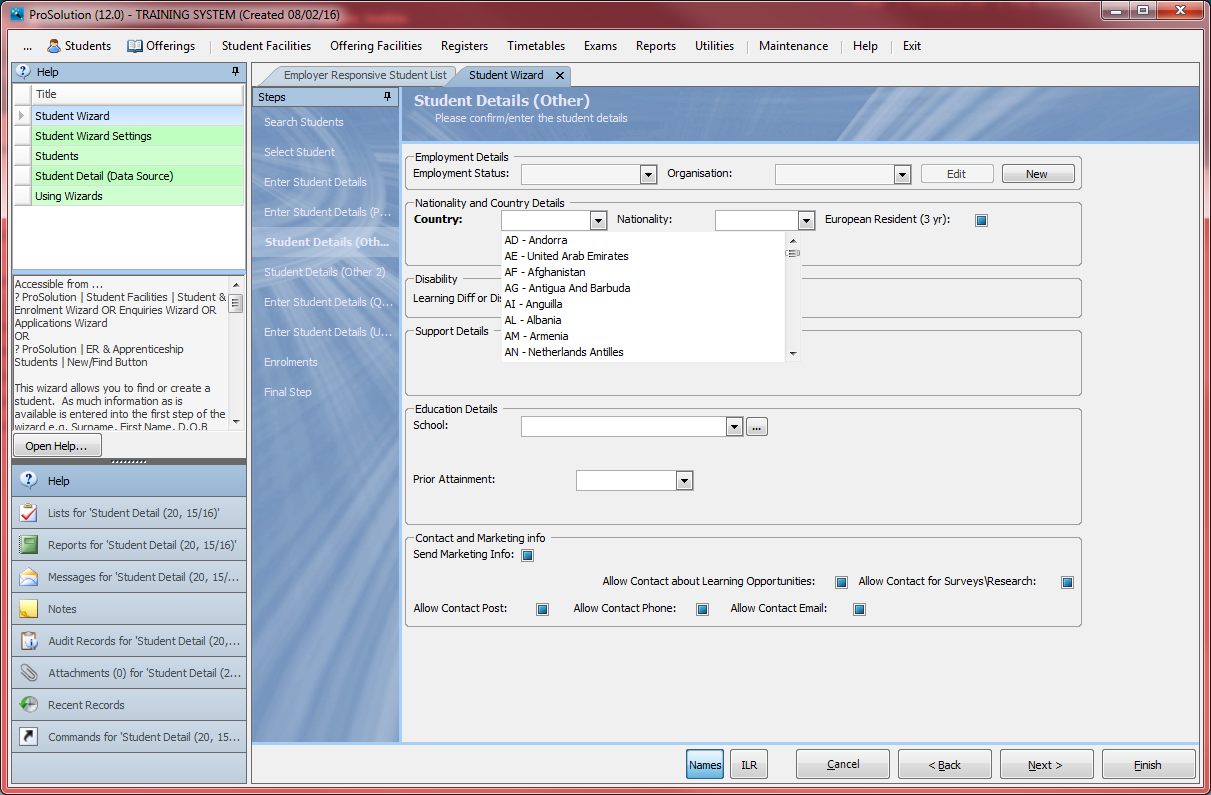 ProSolution (12.0) - TRAINING SYSTEM (Created 08/02/16)
... Students Offerings Student Facilities Offering Facilities Registers Timetables Exams Reports Utilities Maintenance Help Exit
Help
Title
Student Wizard
Student Wizard Settings
Students
Student Detail (Data Source)
Using Wizards
Accessible from ...
? ProSolution | Student Facilities | Student &
Enrolment Wizard OR Enquiries Wizard OR
Applications Wizard
OR
? ProSolution | ER & Apprenticeship
Students | New/Find Button
This wizard allows you to find or create a
student. As much information as is
available is entered into the first step of the
wizard e.g. Surname, First Name, D.O.B
Open Help...
Help
Lists for 'Student Detail (20, 15/16)'
Reports for 'Student Detail (20, 15/16)'
Messages for 'Student Detail (20, 15/...
Notes
Audit Records for 'Student Detail (20,...
Attachments (0) for 'Student Detail (2...
Recent Records
Commands for 'Student Detail (20, 15...
Employer Responsive Student List Student Wizard
Steps
Search Students
Select Student
Enter Student Details
Enter Student Details (P...
Student Details (Oth...
Student Details (Other 2)
Enter Student Details (Q...
Enter Student Details (U...
Enrolments
Final Step
Student Details (Other)
Please confirm/enter the student details
Employment Details
Employment Status: Organisation: Edit New
Nationality and Country Details
Country: Nationality: European Resident (3 yr):
AD - Andorra
AE - United Arab Emirates
AF - Afghanistan
AG - Antigua And Barbuda
AI - Anguilla
AL - Albania
AM - Armenia
AN - Netherlands Antilles
Disability
Learning Diff or Dis
Support Details
Education Details
School: ...
Prior Attainment:
Contact and Marketing info
Send Marketing Info:
Allow Contact about Learning Opportunities: Allow Contact for Surveys\Research:
Allow Contact Post: Allow Contact Phone: Allow Contact Email:
Names ILR Cancel < Back Next > Finish